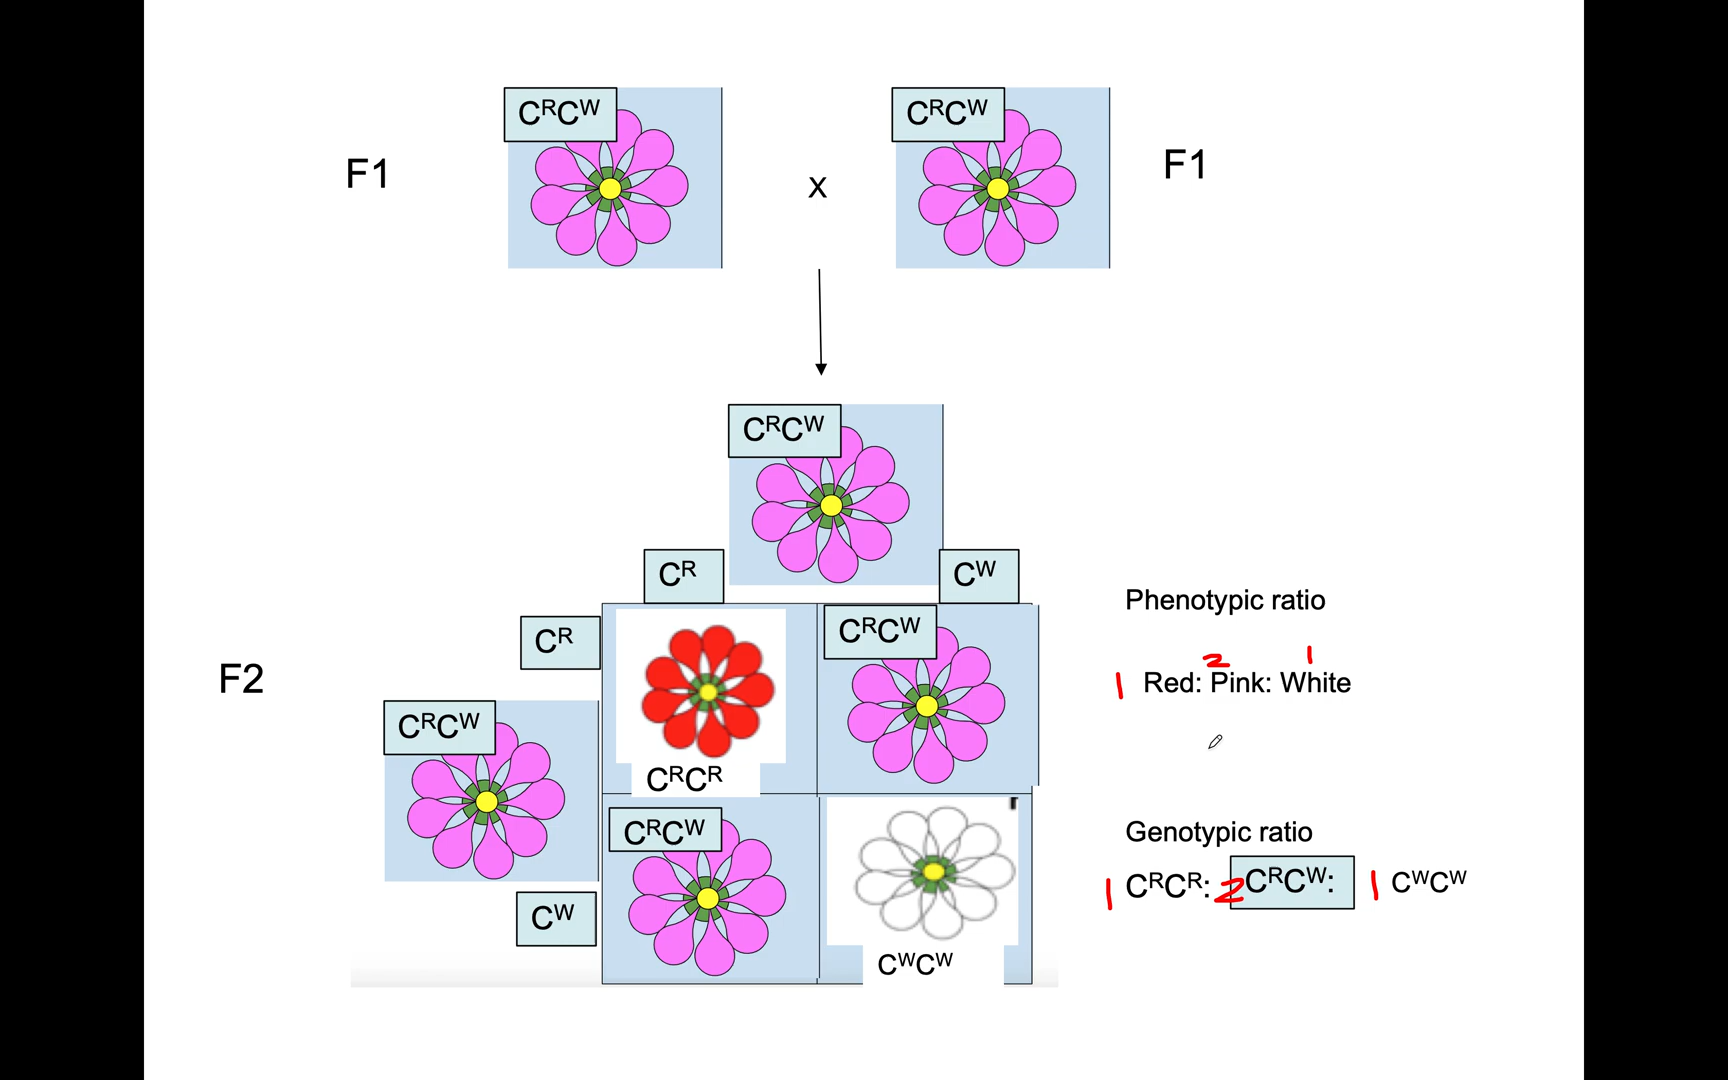 CᴿCᵂ
CᴿCᵂ
F1
x
F1
CᴿCᵂ
Cᴿ
Cᵂ
Phenotypic ratio
Cᴿ
CᴿCᵂ
2 1
F2
1 Red: Pink: White
CᴿCᵂ
CᴿCᴿ
CᴿCᵂ
Genotypic ratio
1 CᴿCᴿ: 2 CᴿCᵂ: 1 CᵂCᵂ
Cᵂ
CᵂCᵂ